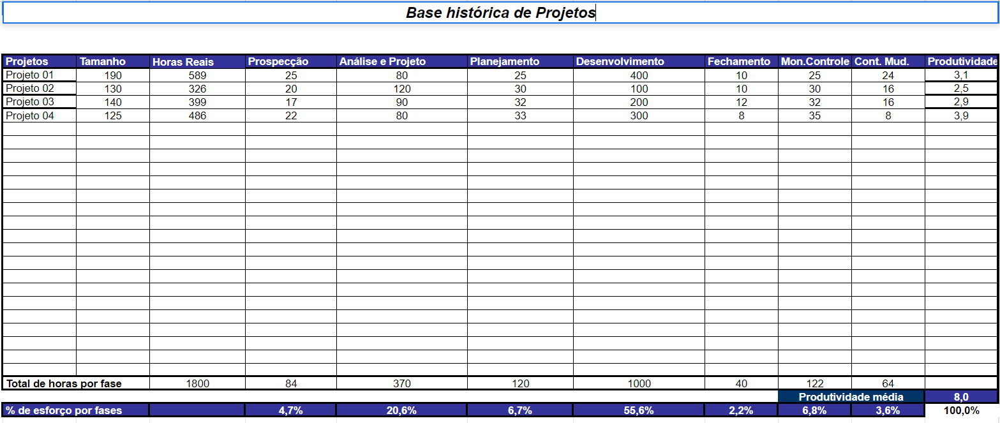 Base histórica de Projetos
Projetos Tamanho Horas Reais Prospecção Análise e Projeto Planejamento Desenvolvimento Fechamento Mon.Controle Cont. Mud. Produtividade
Projeto 01 190 589 25 80 25 400 10 25 24 3,1
Projeto 02 130 326 20 120 30 100 10 30 16 2,5
Projeto 03 140 399 17 90 32 200 12 32 16 2,9
Projeto 04 125 486 22 80 33 300 8 35 8 3,9
Total de horas por fase 1800 84 370 120 1000 40 122 64
Produtividade média 8,0
% de esforço por fases 4,7% 20,6% 6,7% 55,6% 2,2% 6,8% 3,6% 100,0%